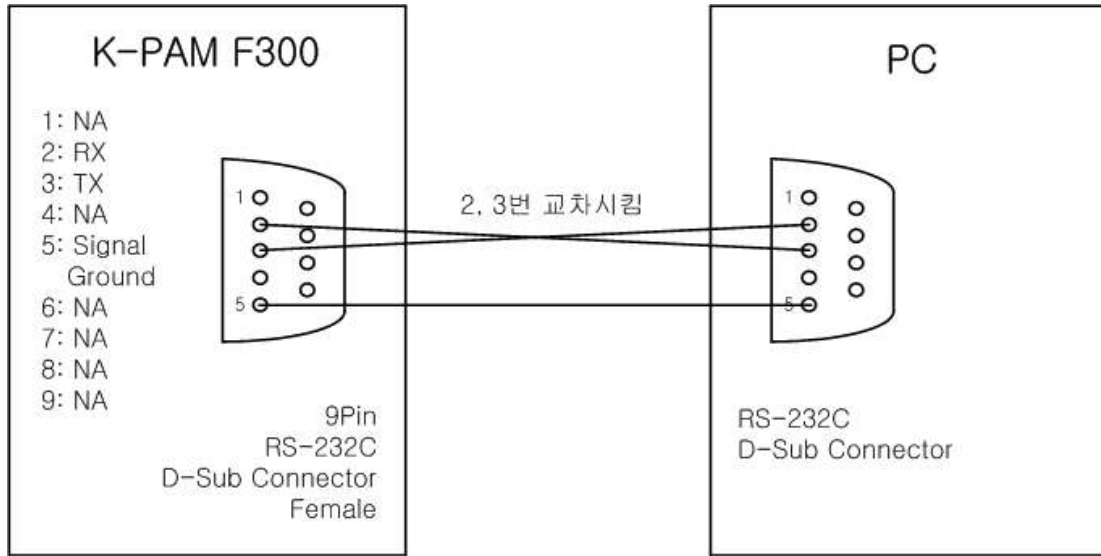 K-PAM F300
1: NA
2: RX
3: TX
4: NA
5: Signal
Ground
6: NA
7: NA
8: NA
9: NA
1
5
9Pin
RS-232C
D-Sub Connector
Female
2, 3번 교차시킴
PC
1
5
RS-232C
D-Sub Connector